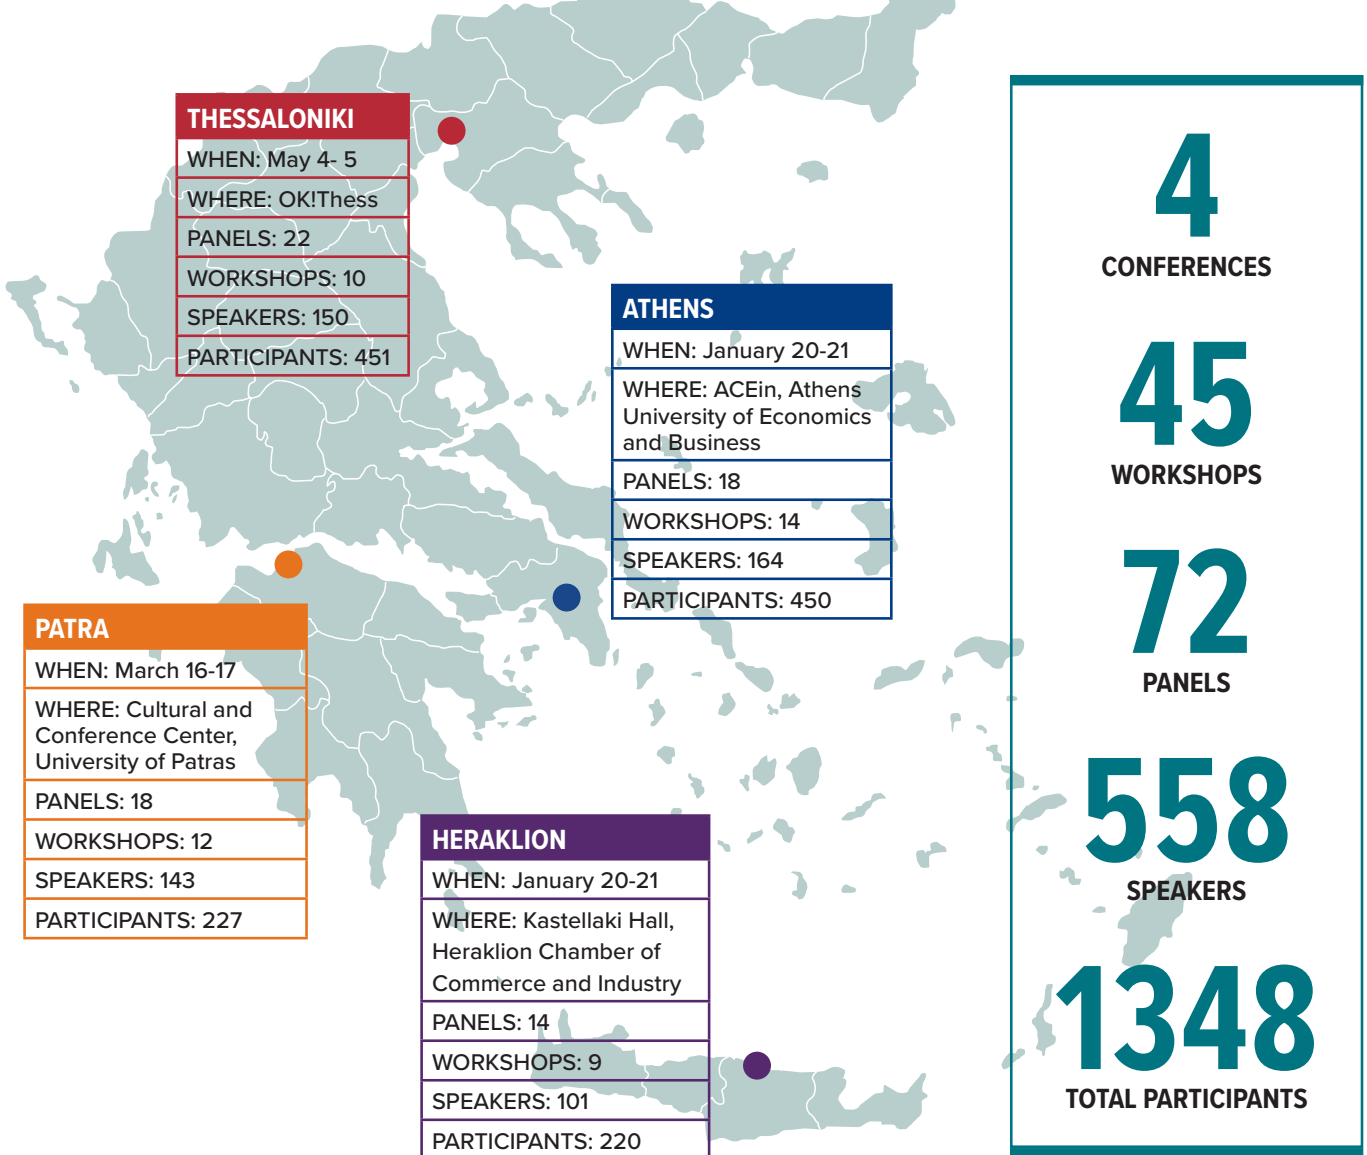 THESSALONIKI
WHEN: May 4- 5
WHERE: OK!Thess
PANELS: 22
WORKSHOPS: 10
SPEAKERS: 150
PARTICIPANTS: 451
ATHENS
WHEN: January 20-21
WHERE: ACEin, Athens
University of Economics
and Business
PANELS: 18
WORKSHOPS: 14
SPEAKERS: 164
PARTICIPANTS: 450
PATRA
WHEN: March 16-17
WHERE: Cultural and
Conference Center,
University of Patras
PANELS: 18
WORKSHOPS: 12
SPEAKERS: 143
PARTICIPANTS: 227
HERAKLION
WHEN: January 20-21
WHERE: Kastellaki Hall,
Heraklion Chamber of
Commerce and Industry
PANELS: 14
WORKSHOPS: 9
SPEAKERS: 101
PARTICIPANTS: 220
4
CONFERENCES
45
WORKSHOPS
72
PANELS
558
SPEAKERS
1348
TOTAL PARTICIPANTS